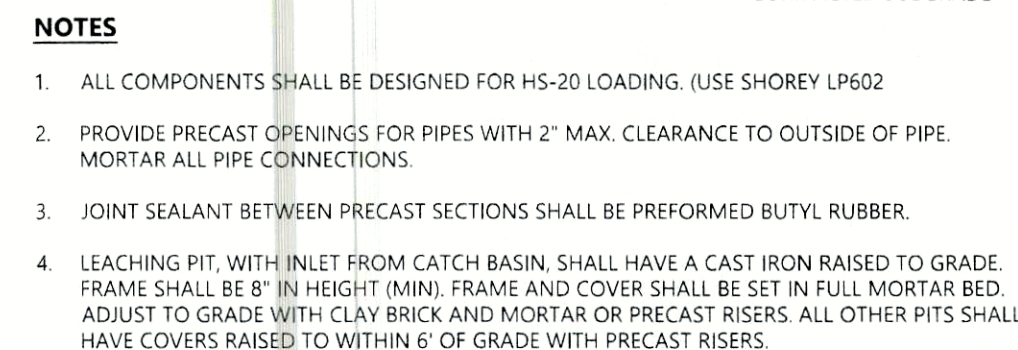 NOTES
1. ALL COMPONENTS SHALL BE DESIGNED FOR HS-20 LOADING. (USE SHOREY LP602
2. PROVIDE PRECAST OPENINGS FOR PIPES WITH 2" MAX. CLEARANCE TO OUTSIDE OF PIPE.
MORTAR ALL PIPE CONNECTIONS.
3. JOINT SEALANT BETWEEN PRECAST SECTIONS SHALL BE PREFORMED BUTYL RUBBER.
4. LEACHING PIT, WITH INLET FROM CATCH BASIN, SHALL HAVE A CAST IRON RAISED TO GRADE.
FRAME SHALL BE 8" IN HEIGHT (MIN). FRAME AND COVER SHALL BE SET IN FULL MORTAR BED.
ADJUST TO GRADE WITH CLAY BRICK AND MORTAR OR PRECAST RISERS. ALL OTHER PITS SHALL
HAVE COVERS RAISED TO WITHIN 6' OF GRADE WITH PRECAST RISERS.